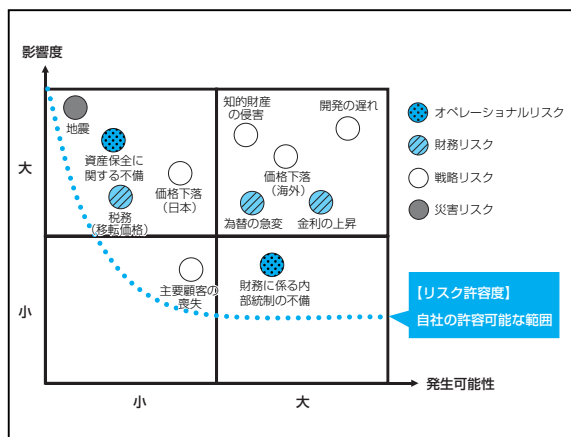 影響度
大
小
地震
資産保全に
関する不備
税務
(移転価格)
価格下落
(日本)
知的財産
の侵害
開発の遅れ
価格下落
(海外)
為替の急変
金利の上昇
主要顧客の
喪失
財務に係る内
部統制の不備
オペレーショナルリスク
財務リスク
戦略リスク
災害リスク
【リスク許容度】
自社の許容可能な範囲
発生可能性
小
大